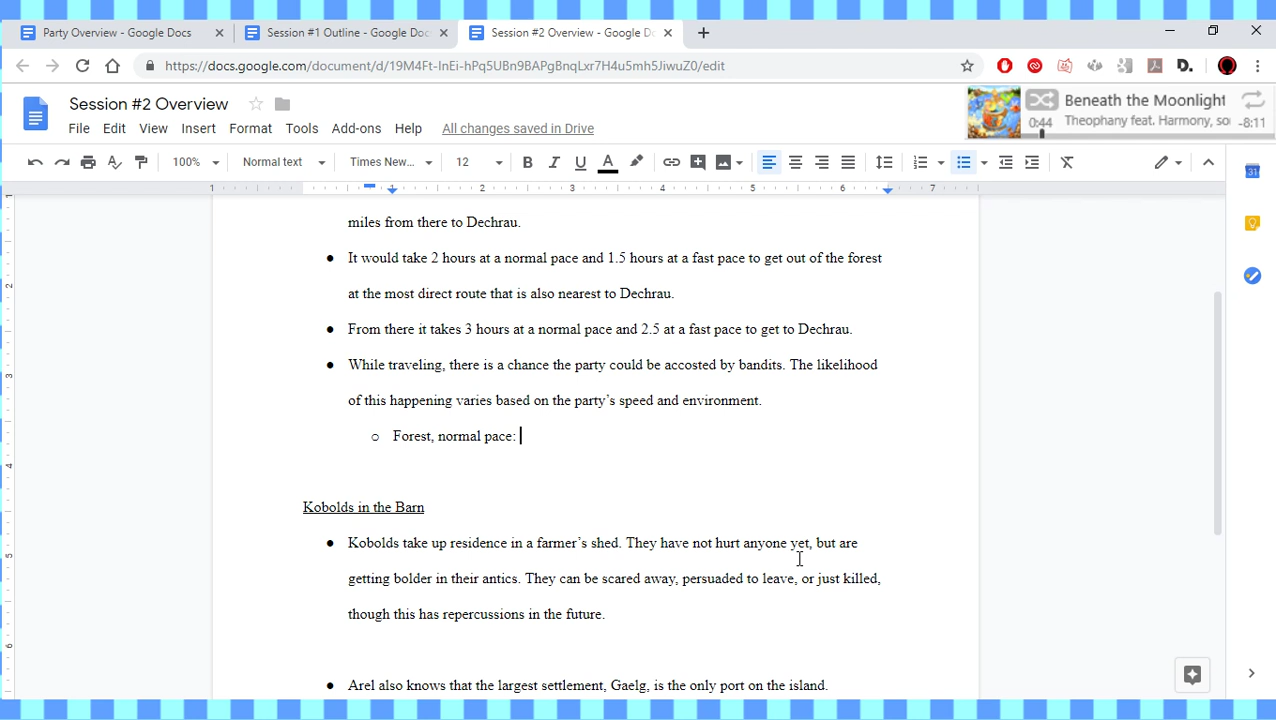 Party Overview - Google Docs
Session #1 Outline - Google Doc
Session #2 Overview - Google D
https://docs.google.com/document/d/19M4Ft-lnEi-hPq5UBn9BAPgBnqLxr7H4u5mh5JiwuZ0/edit
Session #2 Overview
File Edit View Insert Format Tools Add-ons Help All changes saved in Drive
Beneath the Moonlight
Theophany feat. Harmony, so
0:44
-8:11
100% Normal text Times New... 12 B I U A
1 1 2 3 4 5 6 7
31
miles from there to Dechrau.
● It would take 2 hours at a normal pace and 1.5 hours at a fast pace to get out of the forest
at the most direct route that is also nearest to Dechrau.
● From there it takes 3 hours at a normal pace and 2.5 at a fast pace to get to Dechrau.
● While traveling, there is a chance the party could be accosted by bandits. The likelihood
of this happening varies based on the party’s speed and environment.
○ Forest, normal pace:
Kobolds in the Barn
● Kobolds take up residence in a farmer’s shed. They have not hurt anyone yet, but are
getting bolder in their antics. They can be scared away, persuaded to leave, or just killed,
though this has repercussions in the future.
● Arel also knows that the largest settlement, Gaelg, is the only port on the island.